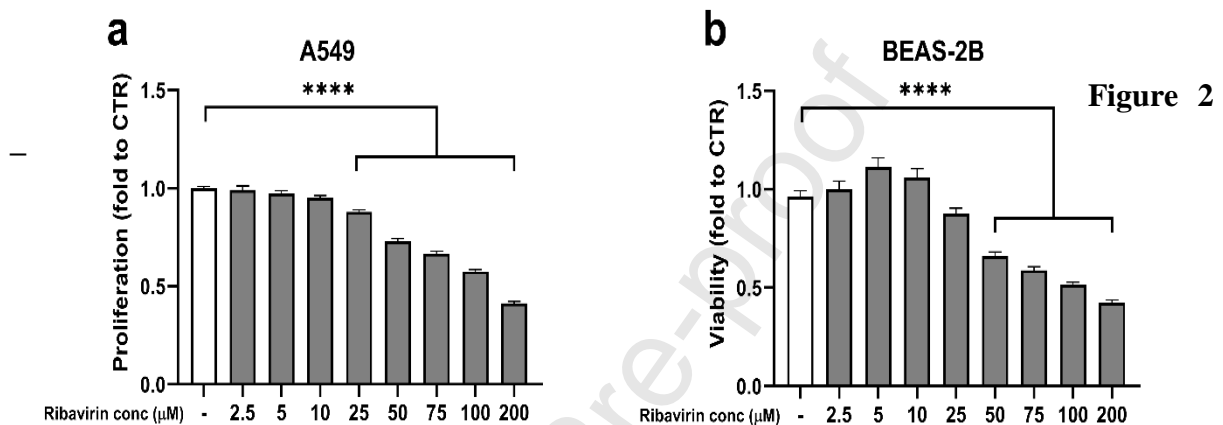 a
A549
Proliferation (fold to CTR)
1.5
1.0
0.5
0.0
****
Ribavirin conc (μM) - 2.5 5 10 25 50 75 100 200
b
BEAS-2B
Figure 2
Viability (fold to CTR)
1.5
1.0
0.5
0.0
****
Ribavirin conc (μM) - 2.5 5 10 25 50 75 100 200
re-proof